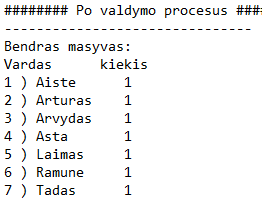 ######## Po valdymo procesus ###
-------------------------------
Bendras masyvas:
Vardas      kiekis
1 ) Aiste      1
2 ) Arturas    1
3 ) Arvydas    1
4 ) Asta       1
5 ) Laimas     1
6 ) Ramune     1
7 ) Tadas      1